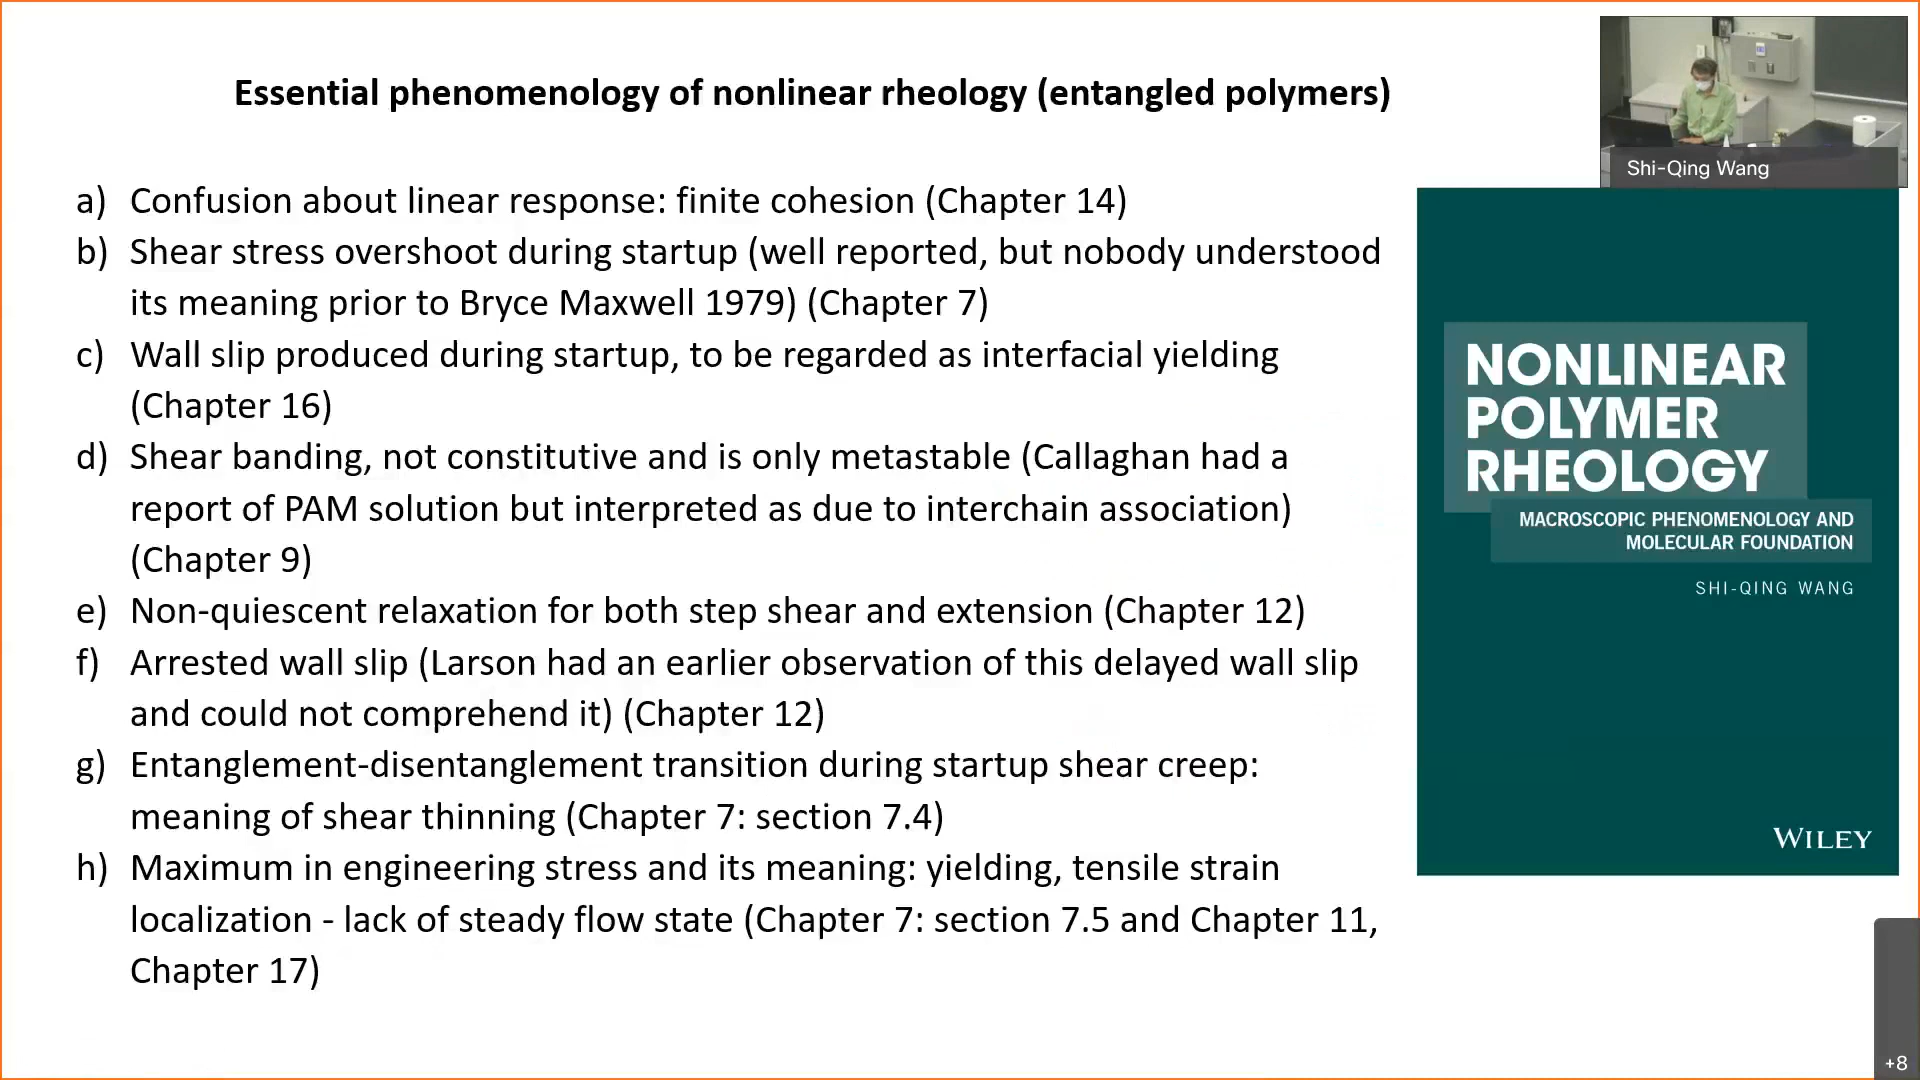 Essential phenomenology of nonlinear rheology (entangled polymers)
a) Confusion about linear response: finite cohesion (Chapter 14)
b) Shear stress overshoot during startup (well reported, but nobody understood
its meaning prior to Bryce Maxwell 1979) (Chapter 7)
c) Wall slip produced during startup, to be regarded as interfacial yielding
(Chapter 16)
d) Shear banding, not constitutive and is only metastable (Callaghan had a
report of PAM solution but interpreted as due to interchain association)
(Chapter 9)
e) Non-quiescent relaxation for both step shear and extension (Chapter 12)
f) Arrested wall slip (Larson had an earlier observation of this delayed wall slip
and could not comprehend it) (Chapter 12)
g) Entanglement-disentanglement transition during startup shear creep:
meaning of shear thinning (Chapter 7: section 7.4)
h) Maximum in engineering stress and its meaning: yielding, tensile strain
localization - lack of steady flow state (Chapter 7: section 7.5 and Chapter 11,
Chapter 17)
Shi-Qing Wang
NONLINEAR
POLYMER
RHEOLOGY
MACROSCOPIC PHENOMENOLOGY AND
MOLECULAR FOUNDATION
SHI-QING WANG
WILEY
+8